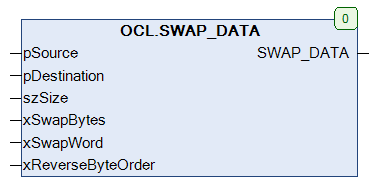 0
OCL.SWAP_DATA
pSource SWAP_DATA
pDestination
szSize
xSwapBytes
xSwapWord
xReverseByteOrder